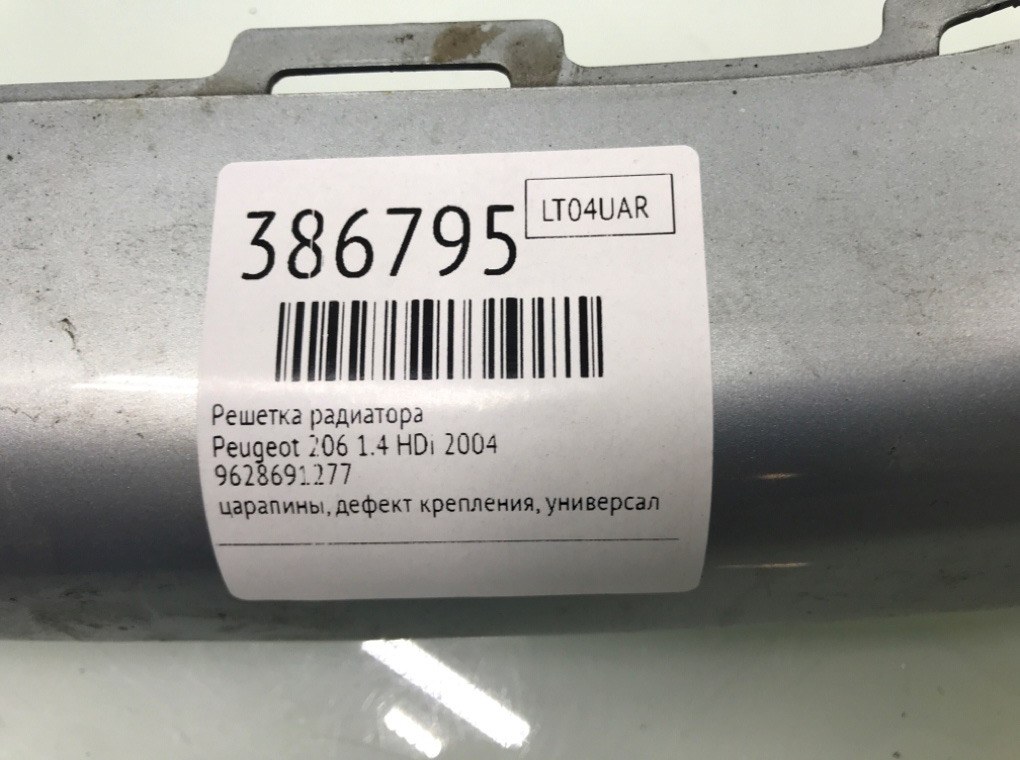 386795
LT04UAR
Решетка радиатора
Peugeot 206 1.4 HDi 2004
9628691277
царапины, дефект крепления, универсал